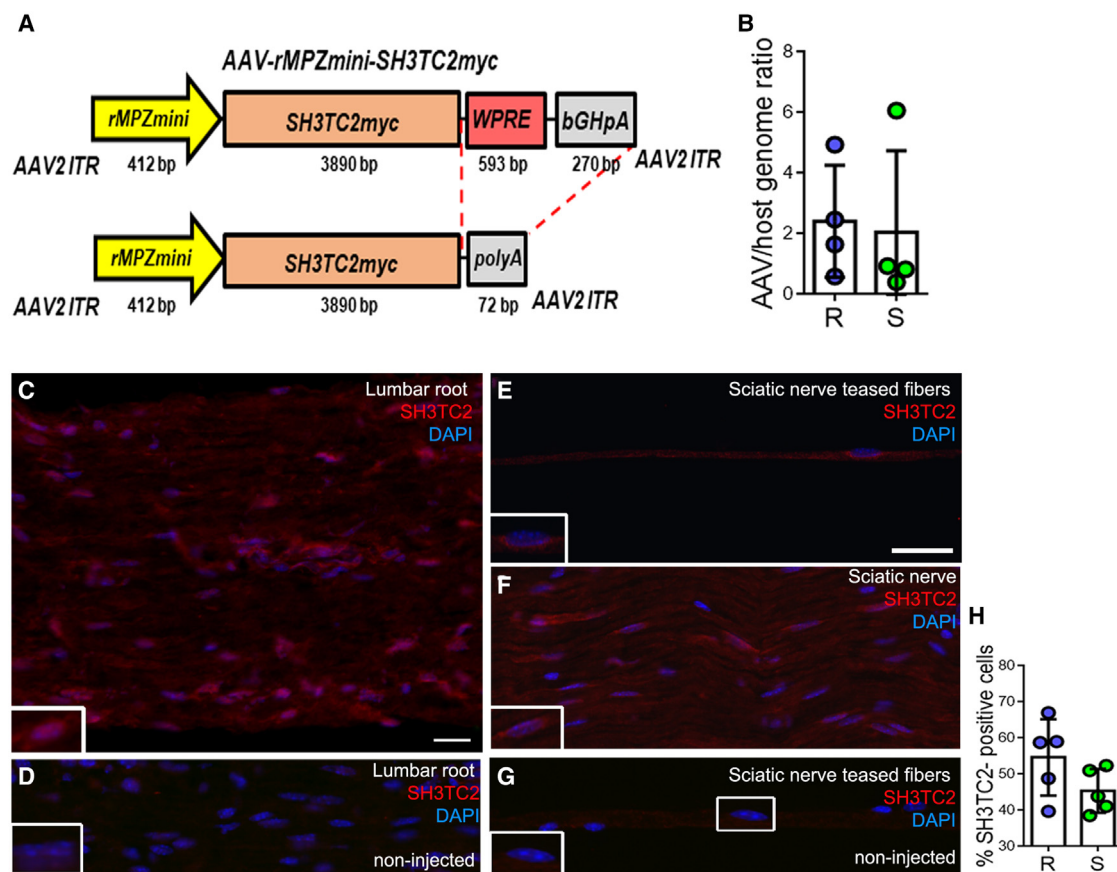 A
AAV-rMPZmini-SH3TC2myc
rMPZmini
SH3TC2myc
WPRE
bGHpA
AAV2 ITR
412 bp
3890 bp
593 bp
270 bp
AAV2 ITR
rMPZmini
SH3TC2myc
polyA
AAV2 ITR
412 bp
3890 bp
72 bp
AAV2 ITR
B
AAV/host genome ratio
8
6
4
2
0
R
S
C
Lumbar root
SH3TC2
DAPI
D
Lumbar root
SH3TC2
DAPI
non-injected
E
Sciatic nerve teased fibers
SH3TC2
DAPI
F
Sciatic nerve
SH3TC2
DAPI
G
Sciatic nerve teased fibers
SH3TC2
DAPI
non-injected
H
% SH3TC2- positive cells
80
70
60
50
40
30
R
S